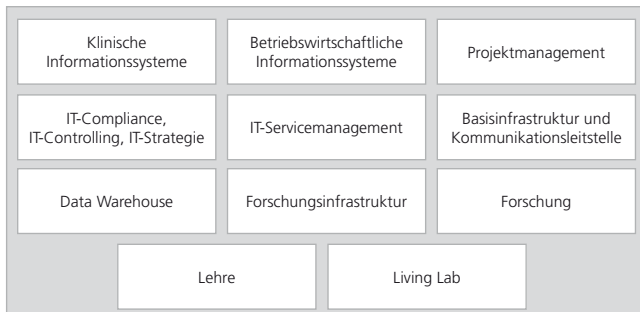 Klinische
Informationssysteme
Betriebswirtschaftliche
Informationssysteme
Projektmanagement
IT-Compliance,
IT-Controlling, IT-Strategie
IT-Servicemanagement
Basisinfrastruktur und
Kommunikationsleitstelle
Data Warehouse
Forschungsinfrastruktur
Forschung
Lehre
Living Lab